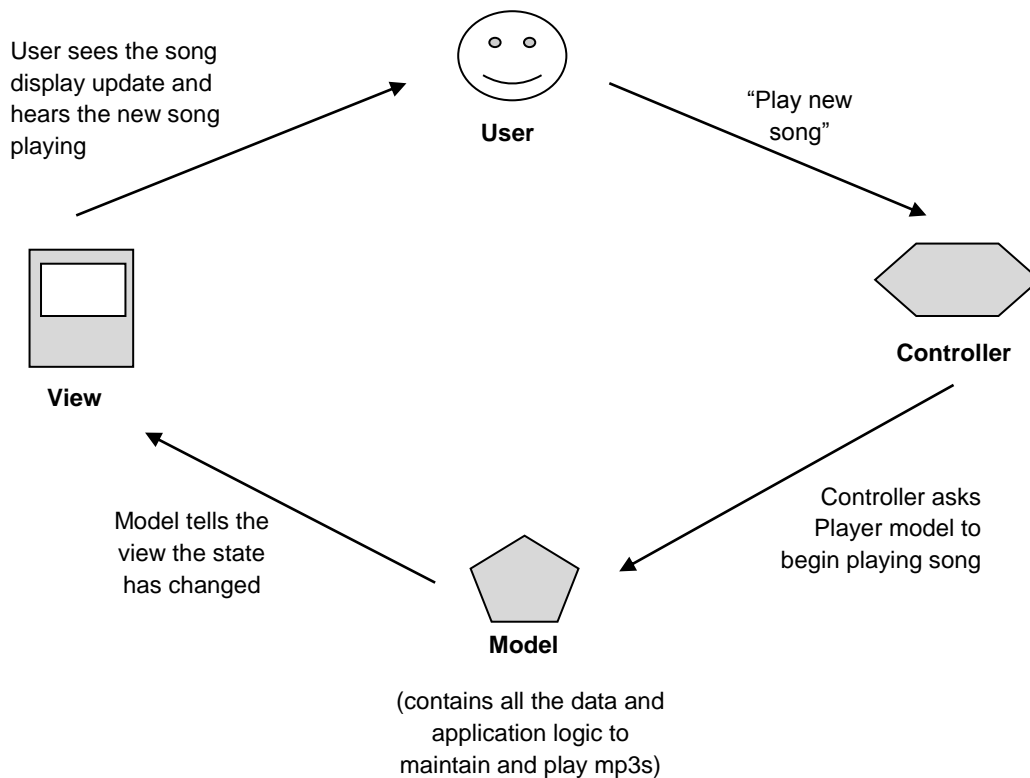 User sees the song
display update and
hears the new song
playing
User
“Play new
song”
View
Controller
Model tells the
view the state
has changed
Controller asks
Player model to
begin playing song
Model
(contains all the data and
application logic to
maintain and play mp3s)